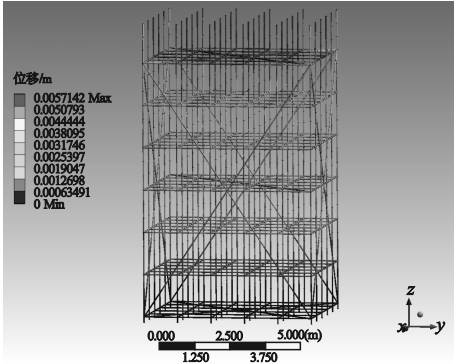 位移/m
0.0057142 Max
0.0050793
0.0044444
0.0038095
0.0031746
0.0025397
0.0019047
0.0012698
0.00063491
0 Min
z
x
y
0.000 2.500 5.000(m)
1.250 3.750